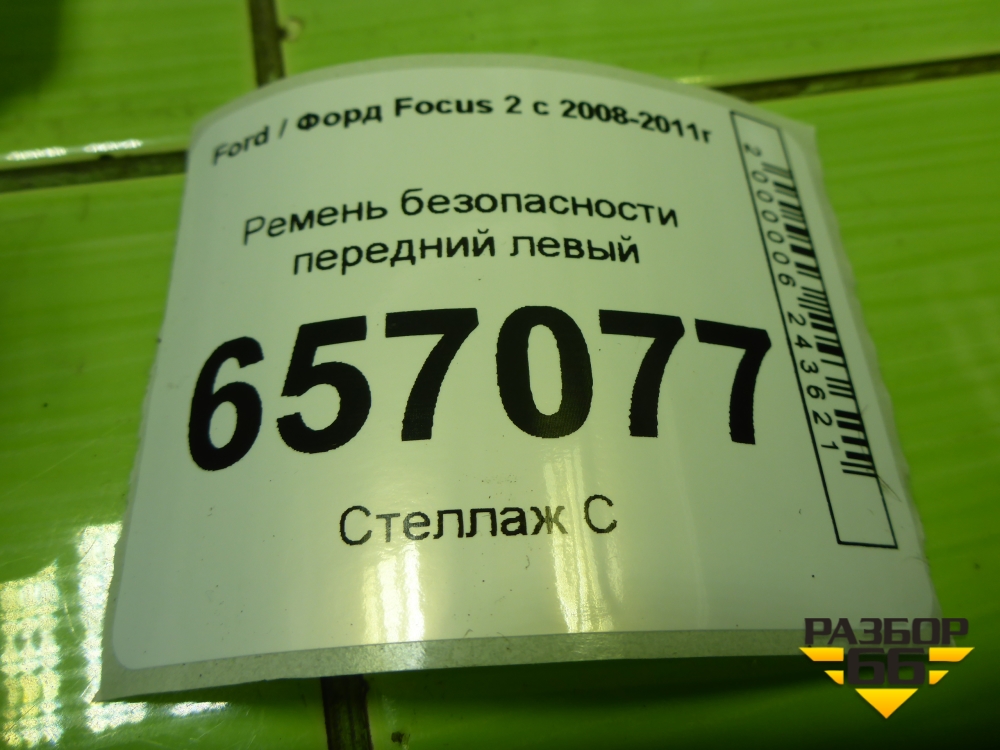 Ford / Форд Focus 2 с 2008-2011г
Ремень безопасности
передний левый
657077
Стеллаж С
2000006243621
РАЗБОР
66